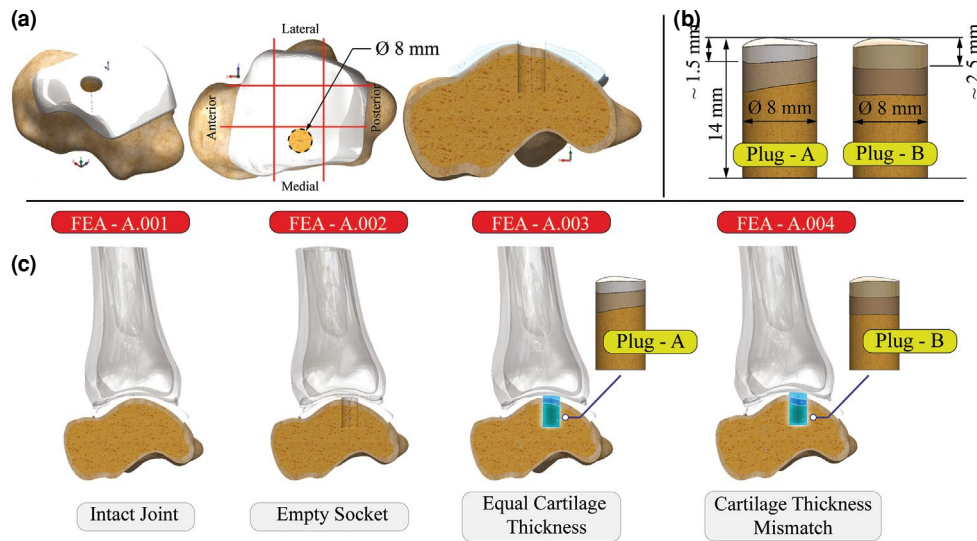 (a)
Lateral
Ø 8 mm
Anterior
Posterior
Medial
(b)
~ 1.5 mm
14 mm
Ø 8 mm
Ø 8 mm
~ 2.5 mm
Plug - A
Plug - B
FEA - A.001
FEA - A.002
FEA - A.003
FEA - A.004
(c)
Plug - A
Plug - B
Intact Joint
Empty Socket
Equal Cartilage
Thickness
Cartilage Thickness
Mismatch